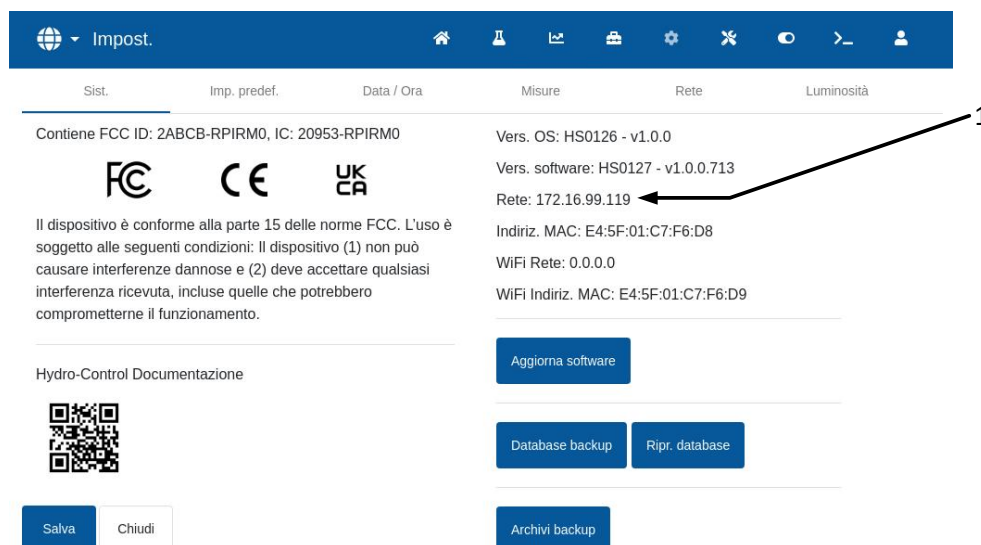 Impost.
Sist. Imp. predef. Data / Ora Misure Rete Luminosità
Contiene FCC ID: 2ABCB-RPIRM0, IC: 20953-RPIRM0
FC CE UK CA
Il dispositivo è conforme alla parte 15 delle norme FCC. L'uso è
soggetto alle seguenti condizioni: Il dispositivo (1) non può
causare interferenze dannose e (2) deve accettare qualsiasi
interferenza ricevuta, incluse quelle che potrebbero
comprometterne il funzionamento.
Hydro-Control Documentazione
Salva Chiudi
Vers. OS: HS0126 - v1.0.0
Vers. software: HS0127 - v1.0.0.713
Rete: 172.16.99.119
Indiriz. MAC: E4:5F:01:C7:F6:D8
WiFi Rete: 0.0.0.0
WiFi Indiriz. MAC: E4:5F:01:C7:F6:D9
Aggiorna software
Database backup Ripr. database
Archivi backup
1